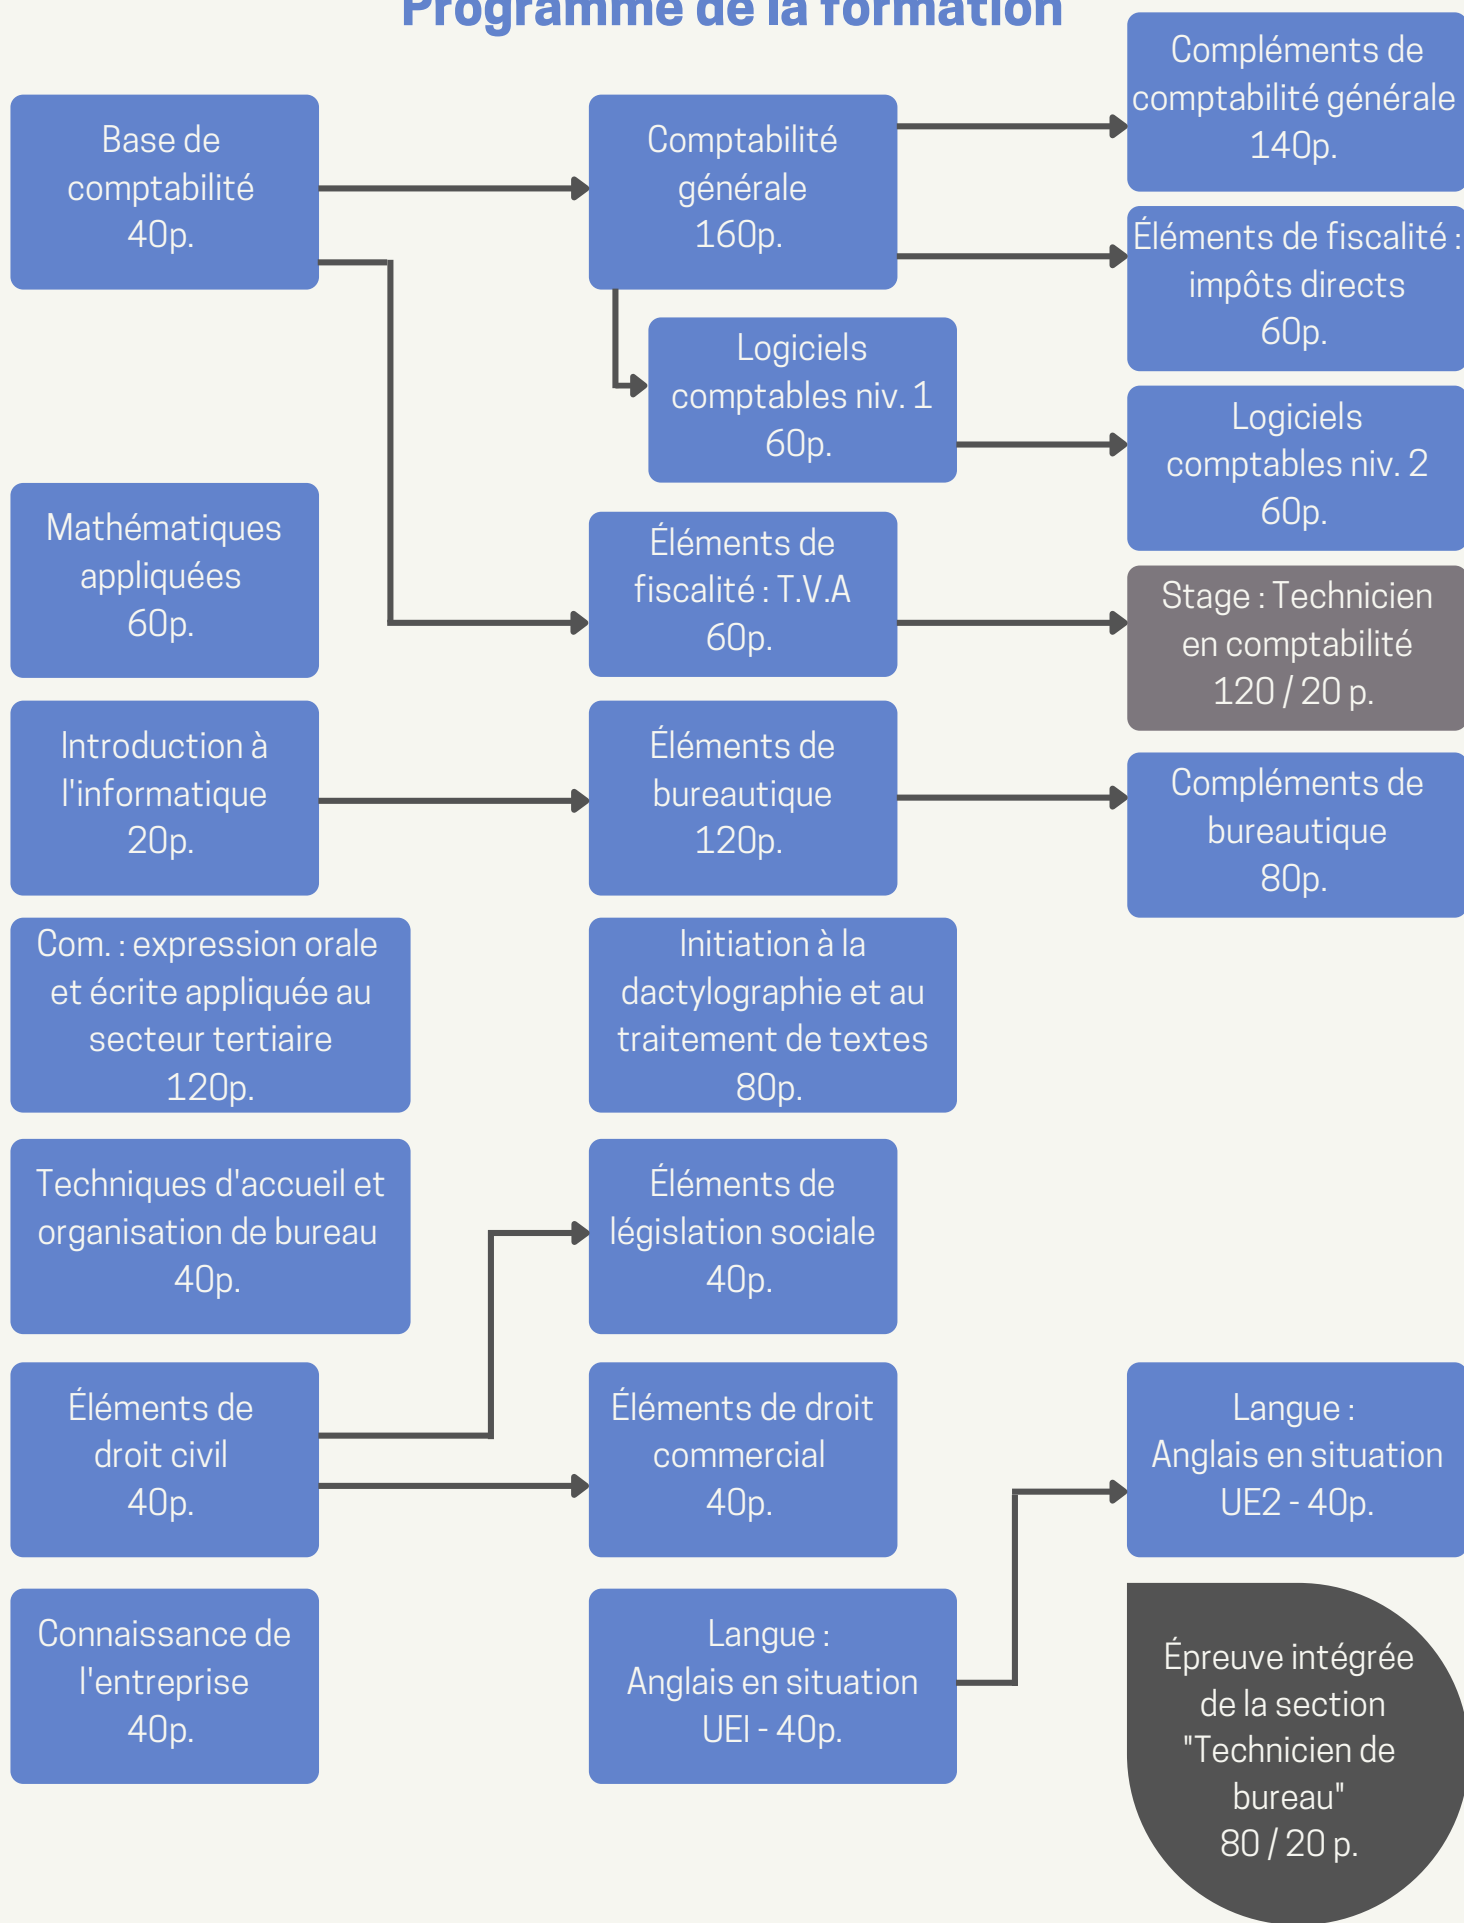 Programme de la formation
Base de
comptabilité
40p.
Comptabilité
générale
160p.
Compléments de
comptabilité générale
140p.
Éléments de fiscalité :
impôts directs
60p.
Logiciels
comptables niv. 1
60p.
Logiciels
comptables niv. 2
60p.
Mathématiques
appliquées
60p.
Éléments de
fiscalité : T.V.A
60p.
Stage : Technicien
en comptabilité
120 / 20 p.
Introduction à
l'informatique
20p.
Éléments de
bureautique
120p.
Compléments de
bureautique
80p.
Com. : expression orale
et écrite appliquée au
secteur tertiaire
120p.
Initiation à la
dactylographie et au
traitement de textes
80p.
Techniques d'accueil et
organisation de bureau
40p.
Éléments de
législation sociale
40p.
Éléments de
droit civil
40p.
Éléments de droit
commercial
40p.
Langue :
Anglais en situation
UE2 - 40p.
Connaissance de
l'entreprise
40p.
Langue :
Anglais en situation
UEI - 40p.
Épreuve intégrée
de la section
"Technicien de
bureau"
80 / 20 p.